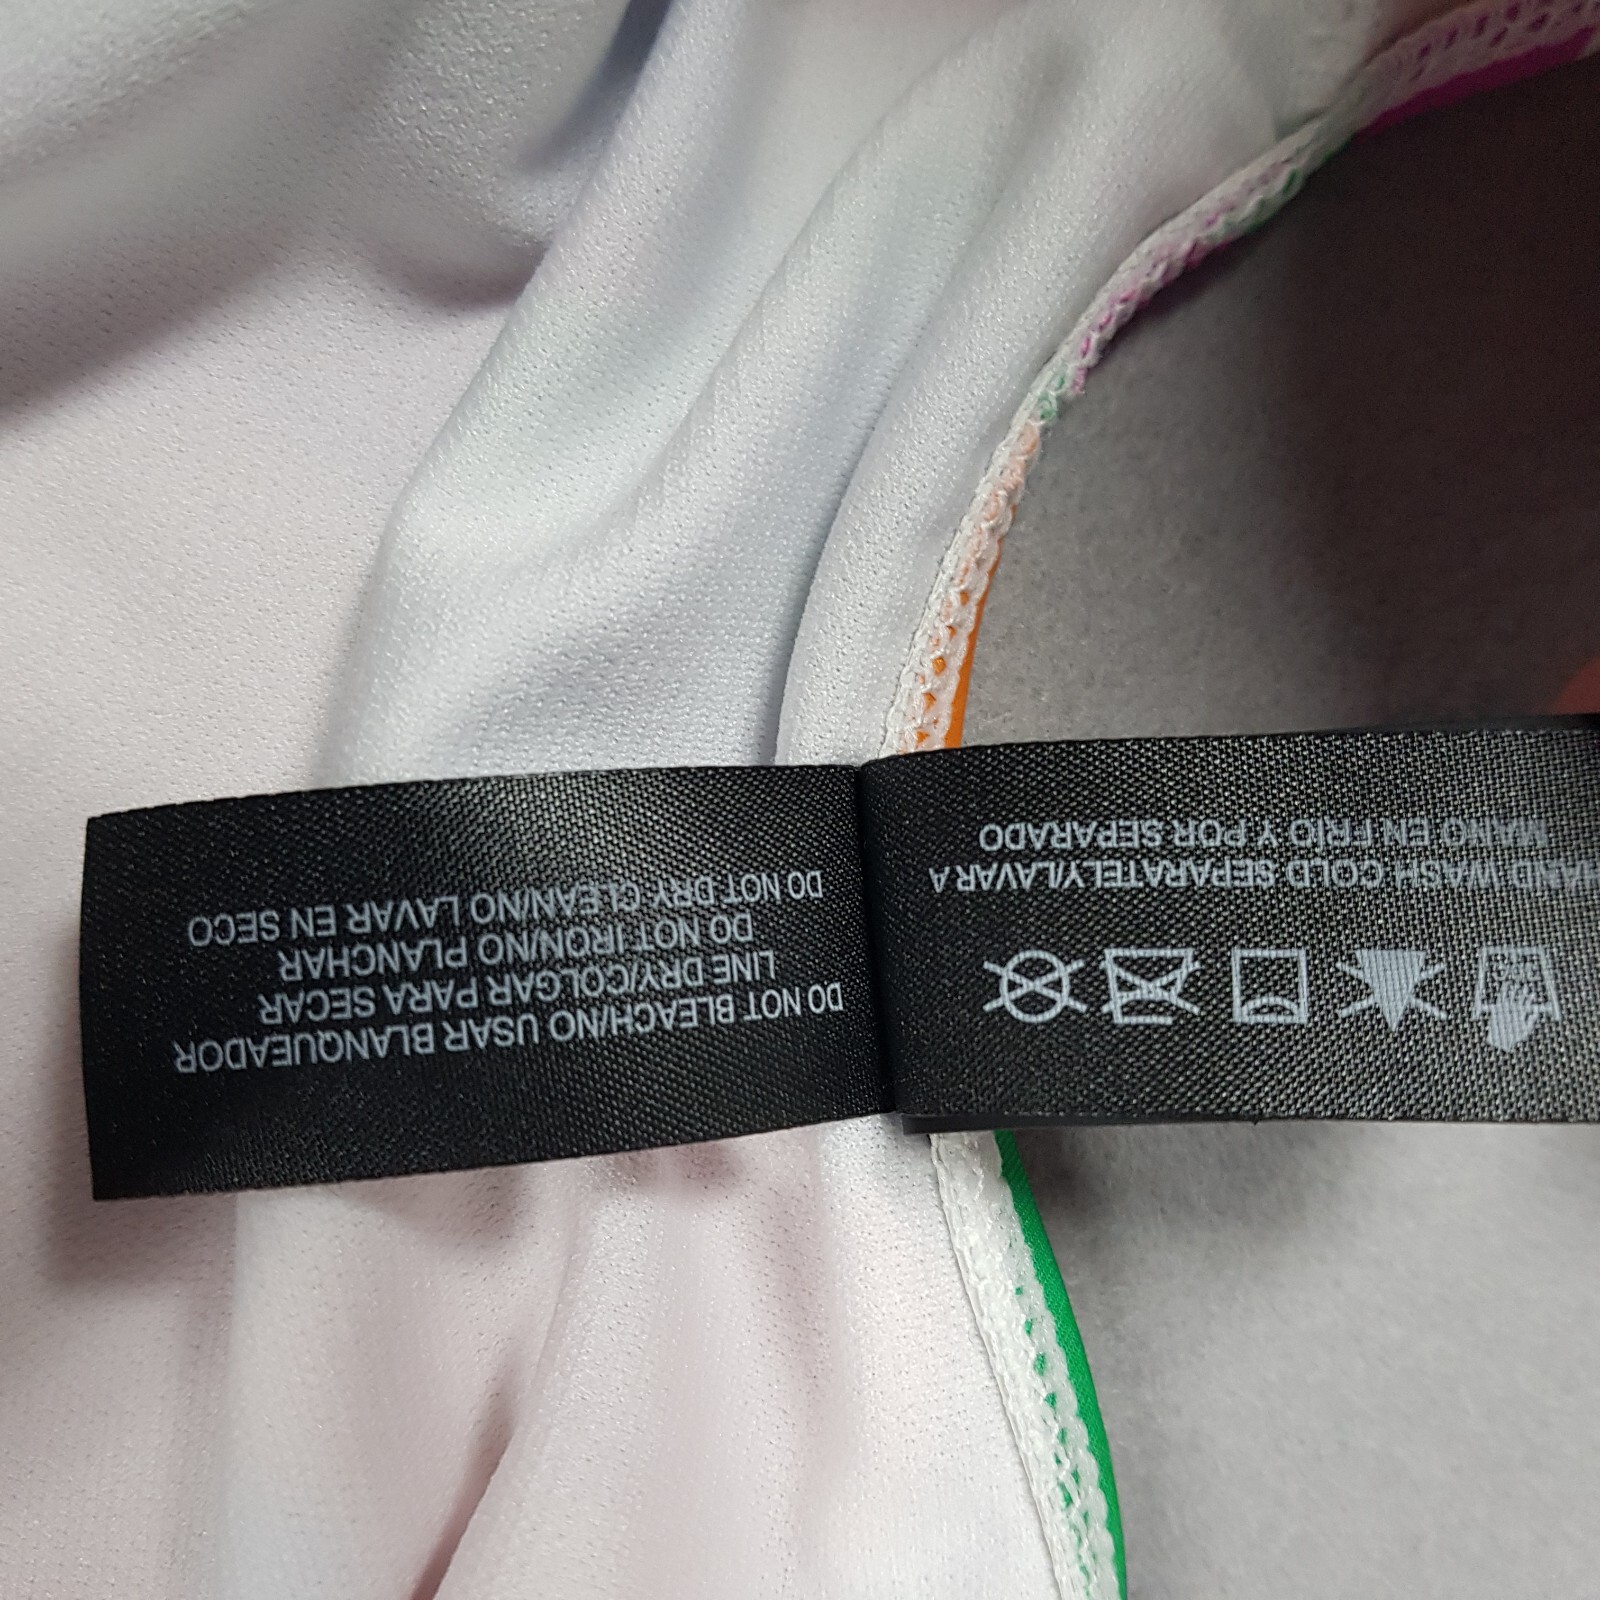 HAND WASH COLD SEPARATELY/LAVAR A
MANO EN FRIO Y POR SEPARADO
DO NOT BLEACH/NO USAR BLANQUEADOR
LINE DRY/COLGAR PARA SECAR
DO NOT IRON/NO PLANCHAR
DO NOT DRY CLEAN/NO LAVAR EN SECO